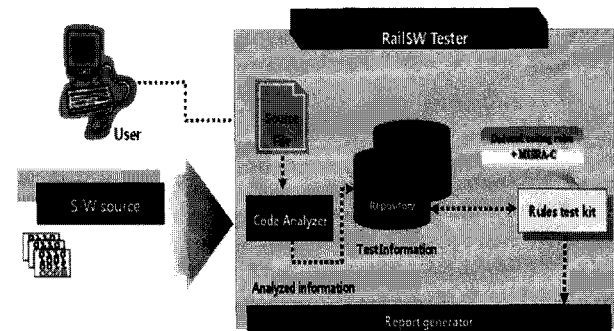 RailSW Tester
User
Source File
S/W source
Code Analyzer
Repository
+ MISRA-C
Rules test kit
Test Information
Analyzed information
Report generator